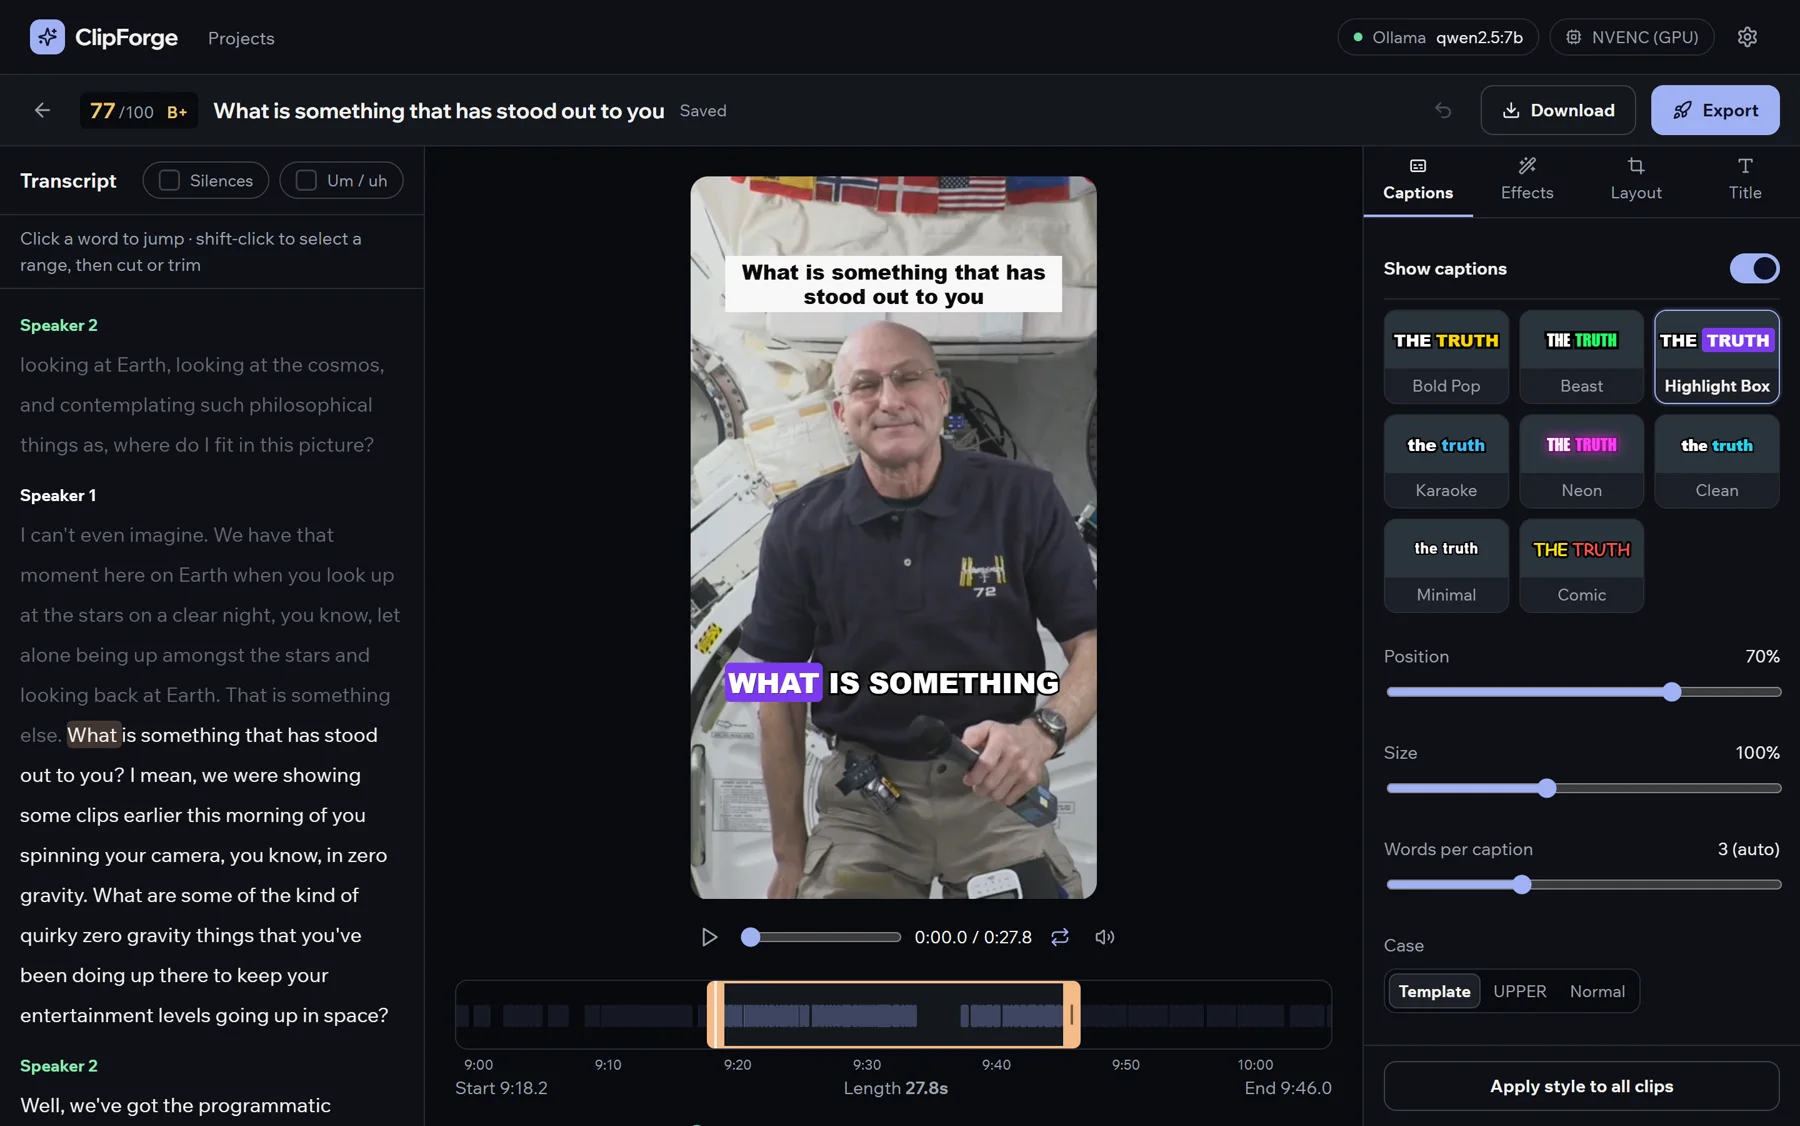 ClipForge
Projects
Ollama qwen2.5:7b
NVENC (GPU)
77/100 B+
What is something that has stood out to you
Saved
Download
Export
Transcript
Silences
Um / uh
Click a word to jump · shift-click to select a
range, then cut or trim
Speaker 2
looking at Earth, looking at the cosmos,
and contemplating such philosophical
things as, where do I fit in this picture?
Speaker 1
I can't even imagine. We have that
moment here on Earth when you look up
at the stars on a clear night, you know, let
alone being up amongst the stars and
looking back at Earth. That is something
else. What is something that has stood
out to you? I mean, we were showing
some clips earlier this morning of you
spinning your camera, you know, in zero
gravity. What are some of the kind of
quirky zero gravity things that you've
been doing up there to keep your
entertainment levels going up in space?
Speaker 2
Well, we've got the programmatic
What is something that has
stood out to you
72
WHAT IS SOMETHING
0:00.0 / 0:27.8
9:00
9:10
9:20
9:30
9:40
9:50
10:00
Start 9:18.2
Length 27.8s
End 9:46.0
Captions
Effects
Layout
Title
Show captions
THE TRUTH
Bold Pop
THE TRUTH
Beast
THE TRUTH
Highlight Box
the truth
Karaoke
THE TRUTH
Neon
the truth
Clean
the truth
Minimal
THE TRUTH
Comic
Position
70%
Size
100%
Words per caption
3 (auto)
Case
Template
UPPER
Normal
Apply style to all clips